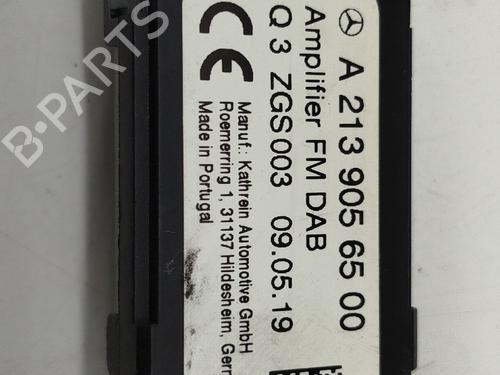 A 213 905 65 00
Amplifier FM DAB
Q 3 ZGS 003 09.05.19
CE
Manuf.: Kathrein Automotive GmbH
Roemerring 1, 31137 Hildesheim, Gern
Made in Portugal
B-PARTS